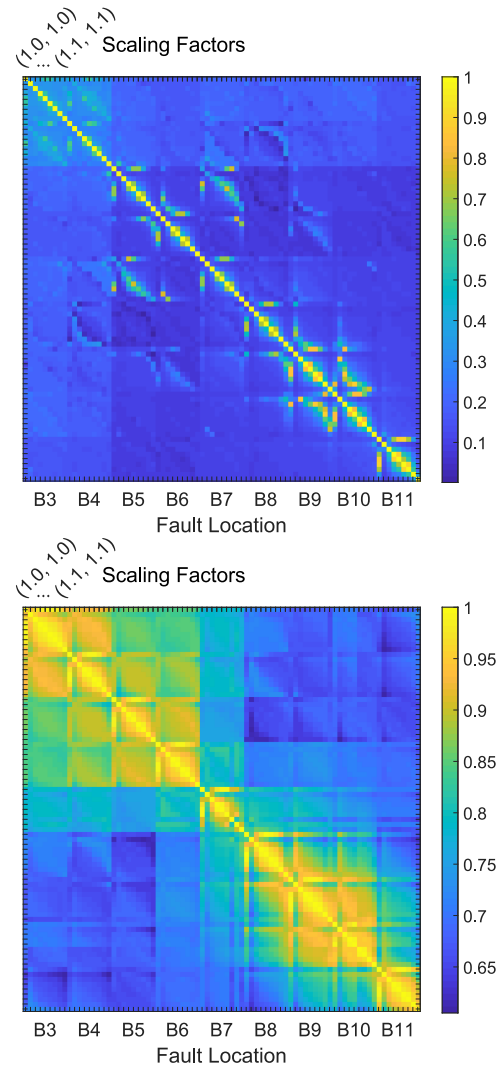 (1.0, 1.0)
... (1.1, 1.1)
Scaling Factors
1
0.9
0.8
0.7
0.6
0.5
0.4
0.3
0.2
0.1
B3 B4 B5 B6 B7 B8 B9 B10 B11
Fault Location
(1.0, 1.0)
... (1.1, 1.1)
Scaling Factors
1
0.95
0.9
0.85
0.8
0.75
0.7
0.65
B3 B4 B5 B6 B7 B8 B9 B10 B11
Fault Location